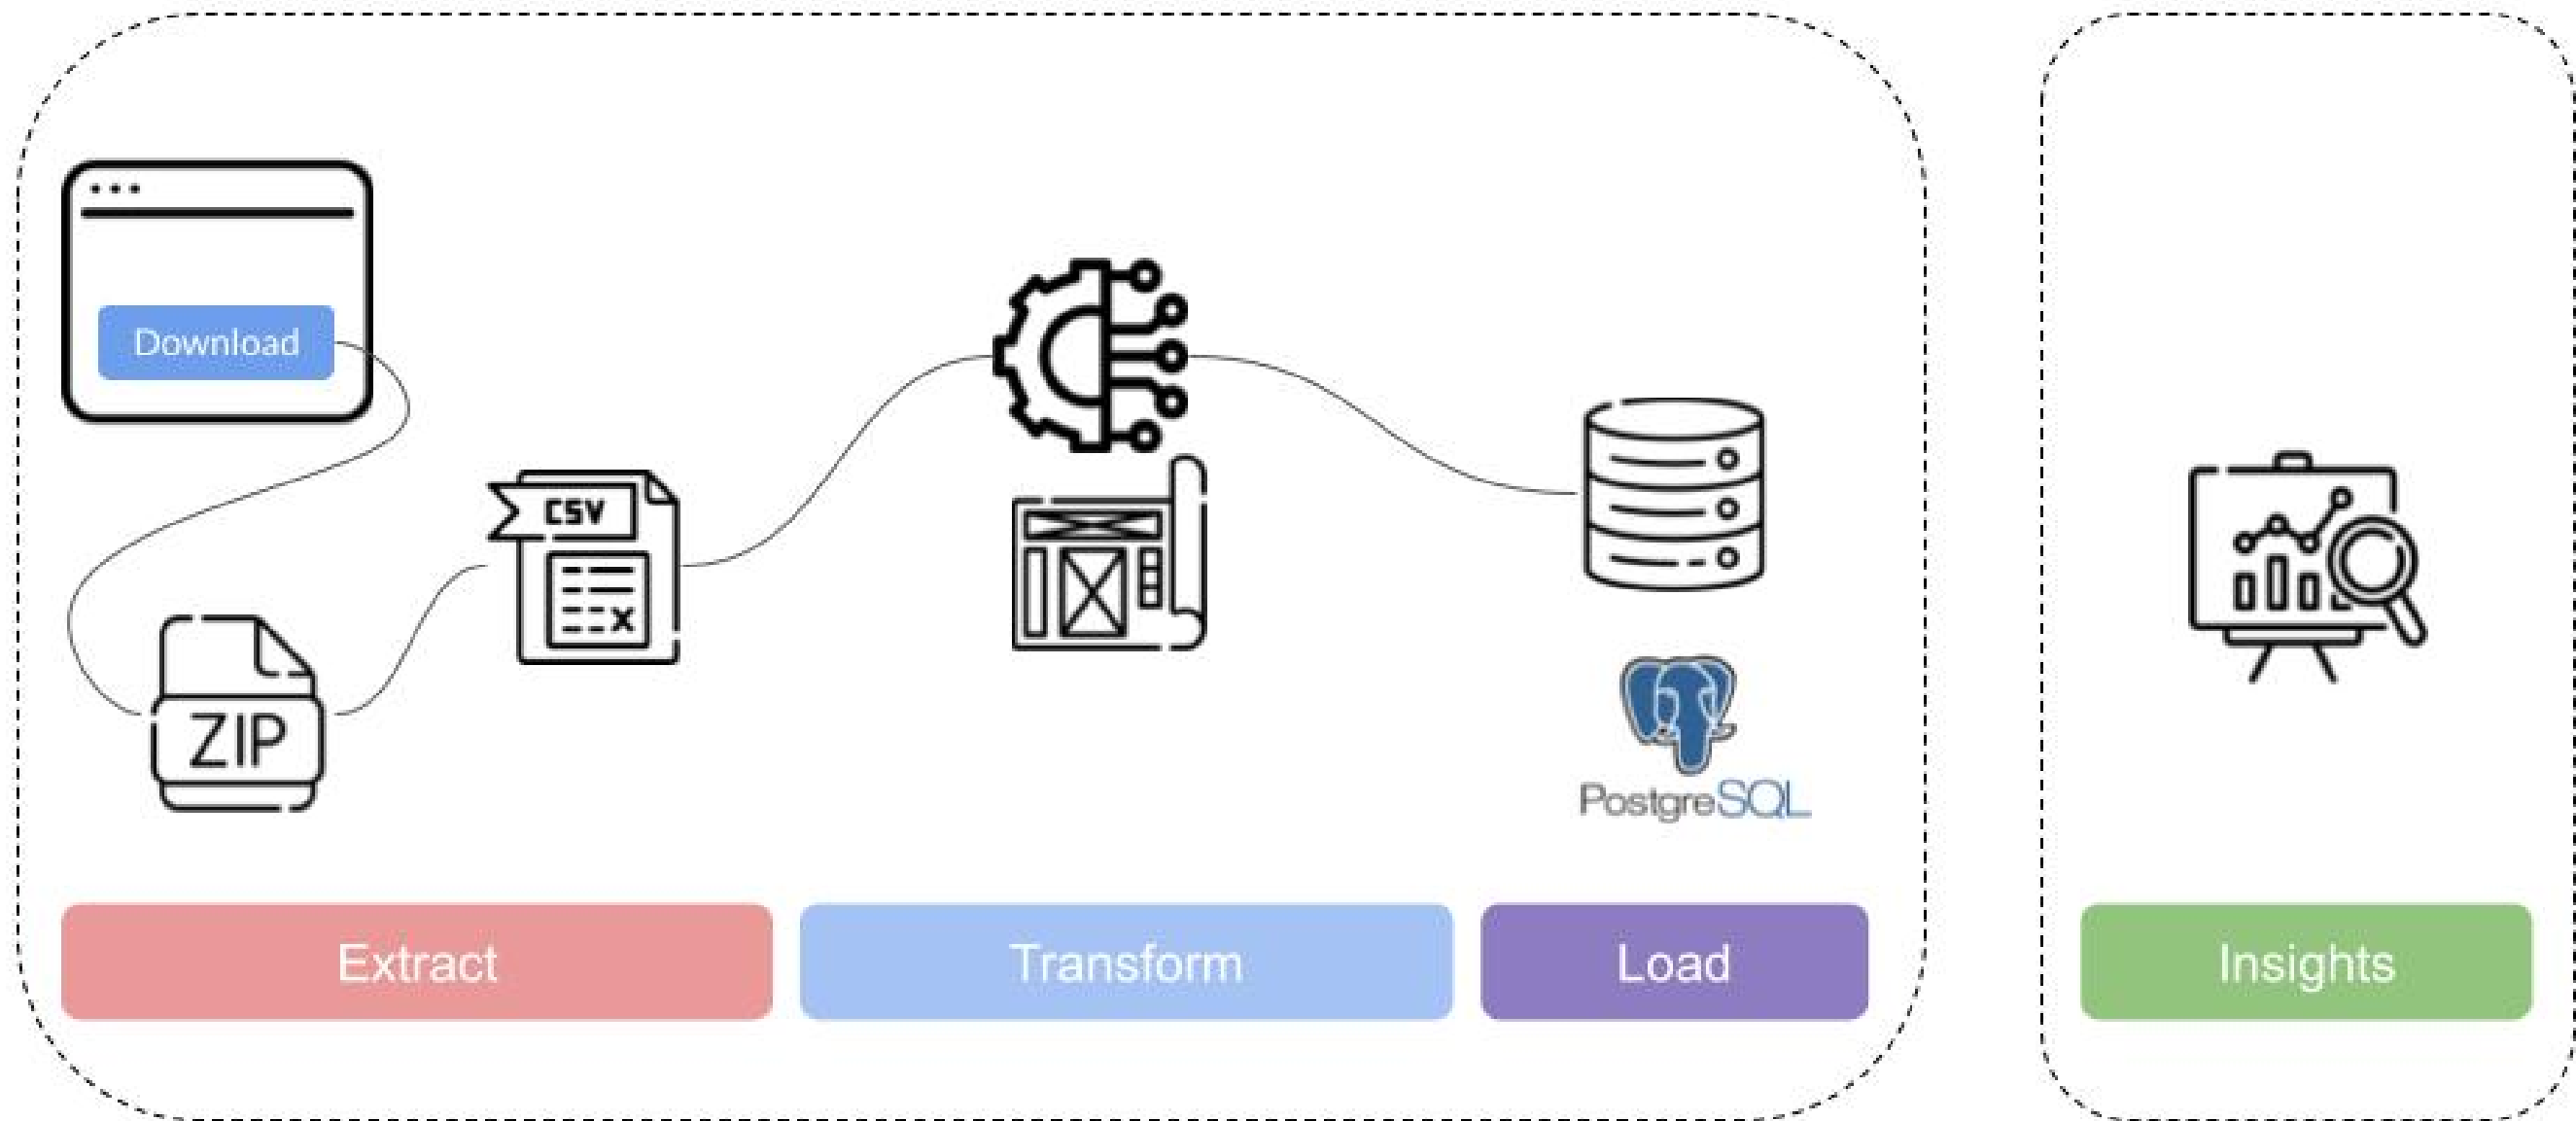 Download
CSV
ZIP
PostgreSQL
Extract
Transform
Load
Insights